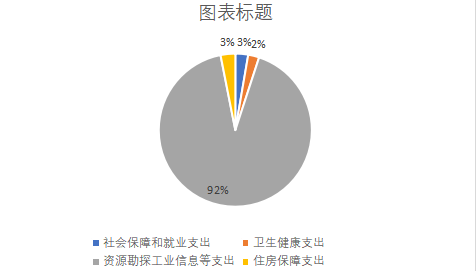 图表标题
3% 3% 2%
92%
社会保障和就业支出 卫生健康支出
资源勘探工业信息等支出 住房保障支出